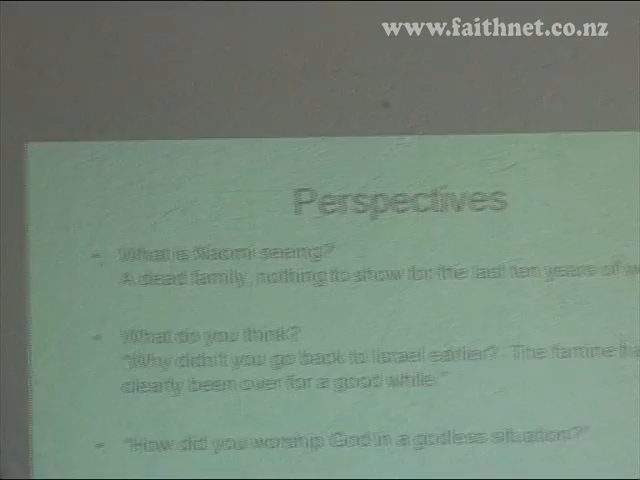 www.faithnet.co.nz
Perspectives
- What is Naomi seeing?
A dead family, nothing to show for the last ten years of
- What do you think?
"Why didn't you go back to Israel earlier? The famine
clearly been over for a good while."
- "How did you worship God in a godless situation?"